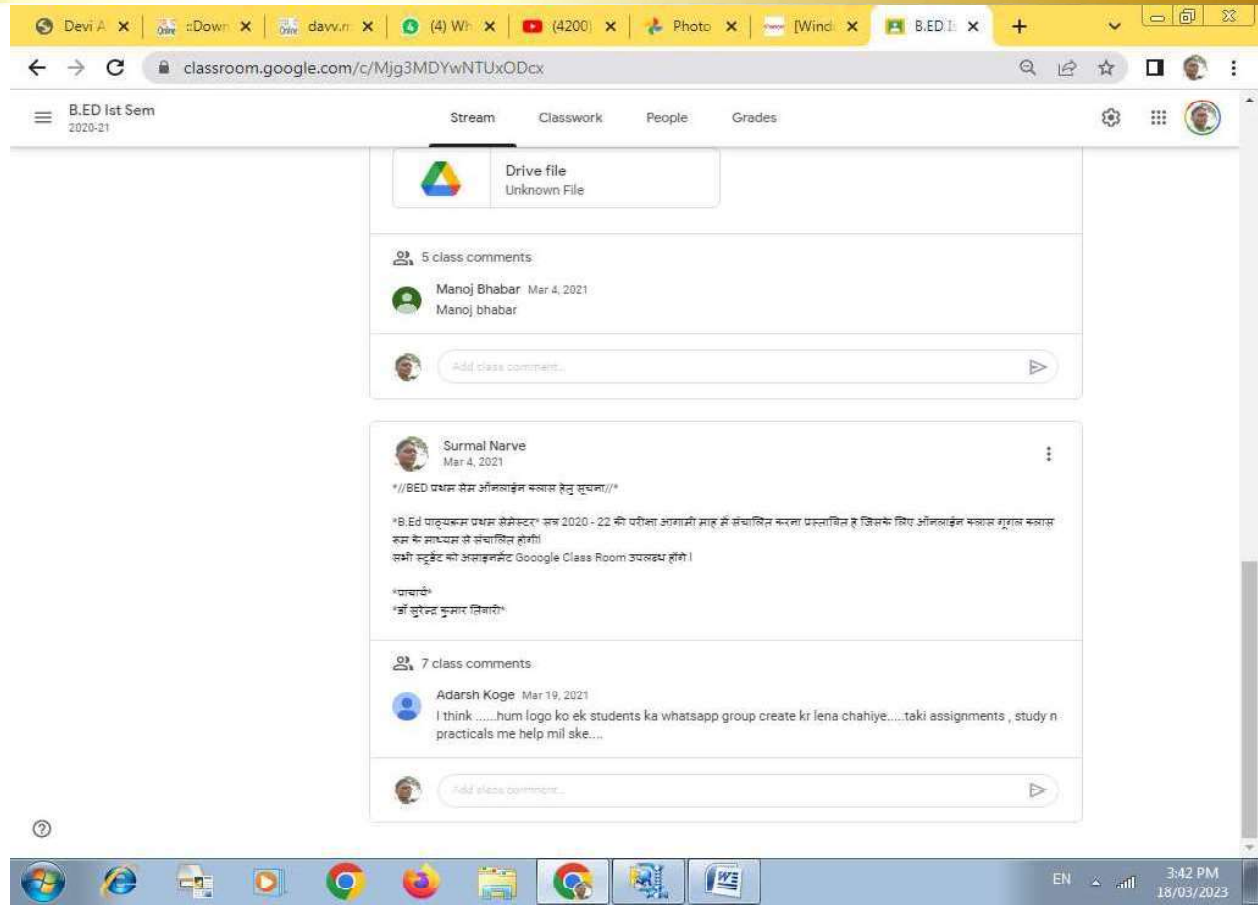 Devi A
::Down
davv.m
(4) Wh
(4200)
Photo
[Wind
B.ED Is
classroom.google.com/c/Mjg3MDYwNTUxODcx
B.ED Ist Sem
2020-21
Stream
Classwork
People
Grades
Drive file
Unknown File
5 class comments
Manoj Bhabar Mar 4, 2021
Manoj bhabar
Add class comment...
Surmal Narve
Mar 4, 2021
*//BED प्रथम सेम ऑनलाईन क्लास हेतु सूचना//*
*B.Ed पाठ्यक्रम प्रथम सेमेस्टर* सत्र 2020 - 22 की परीक्षा आगामी माह में संचालित करना प्रस्तावित है जिसके लिए ऑनलाईन क्लास गूगल क्लास
रूम के माध्यम से संचालित होगी।
सभी स्टूडेंट को असाइनमेंट Gooogle Class Room उपलब्ध होंगे ।
*प्राचार्य*
*डॉ सुरेन्द्र कुमार तिवारी*
7 class comments
Adarsh Koge Mar 19, 2021
I think ......hum logo ko ek students ka whatsapp group create kr lena chahiye.....taki assignments , study n
practicals me help mil ske....
Add class comment...
EN
3:42 PM
18/03/2023